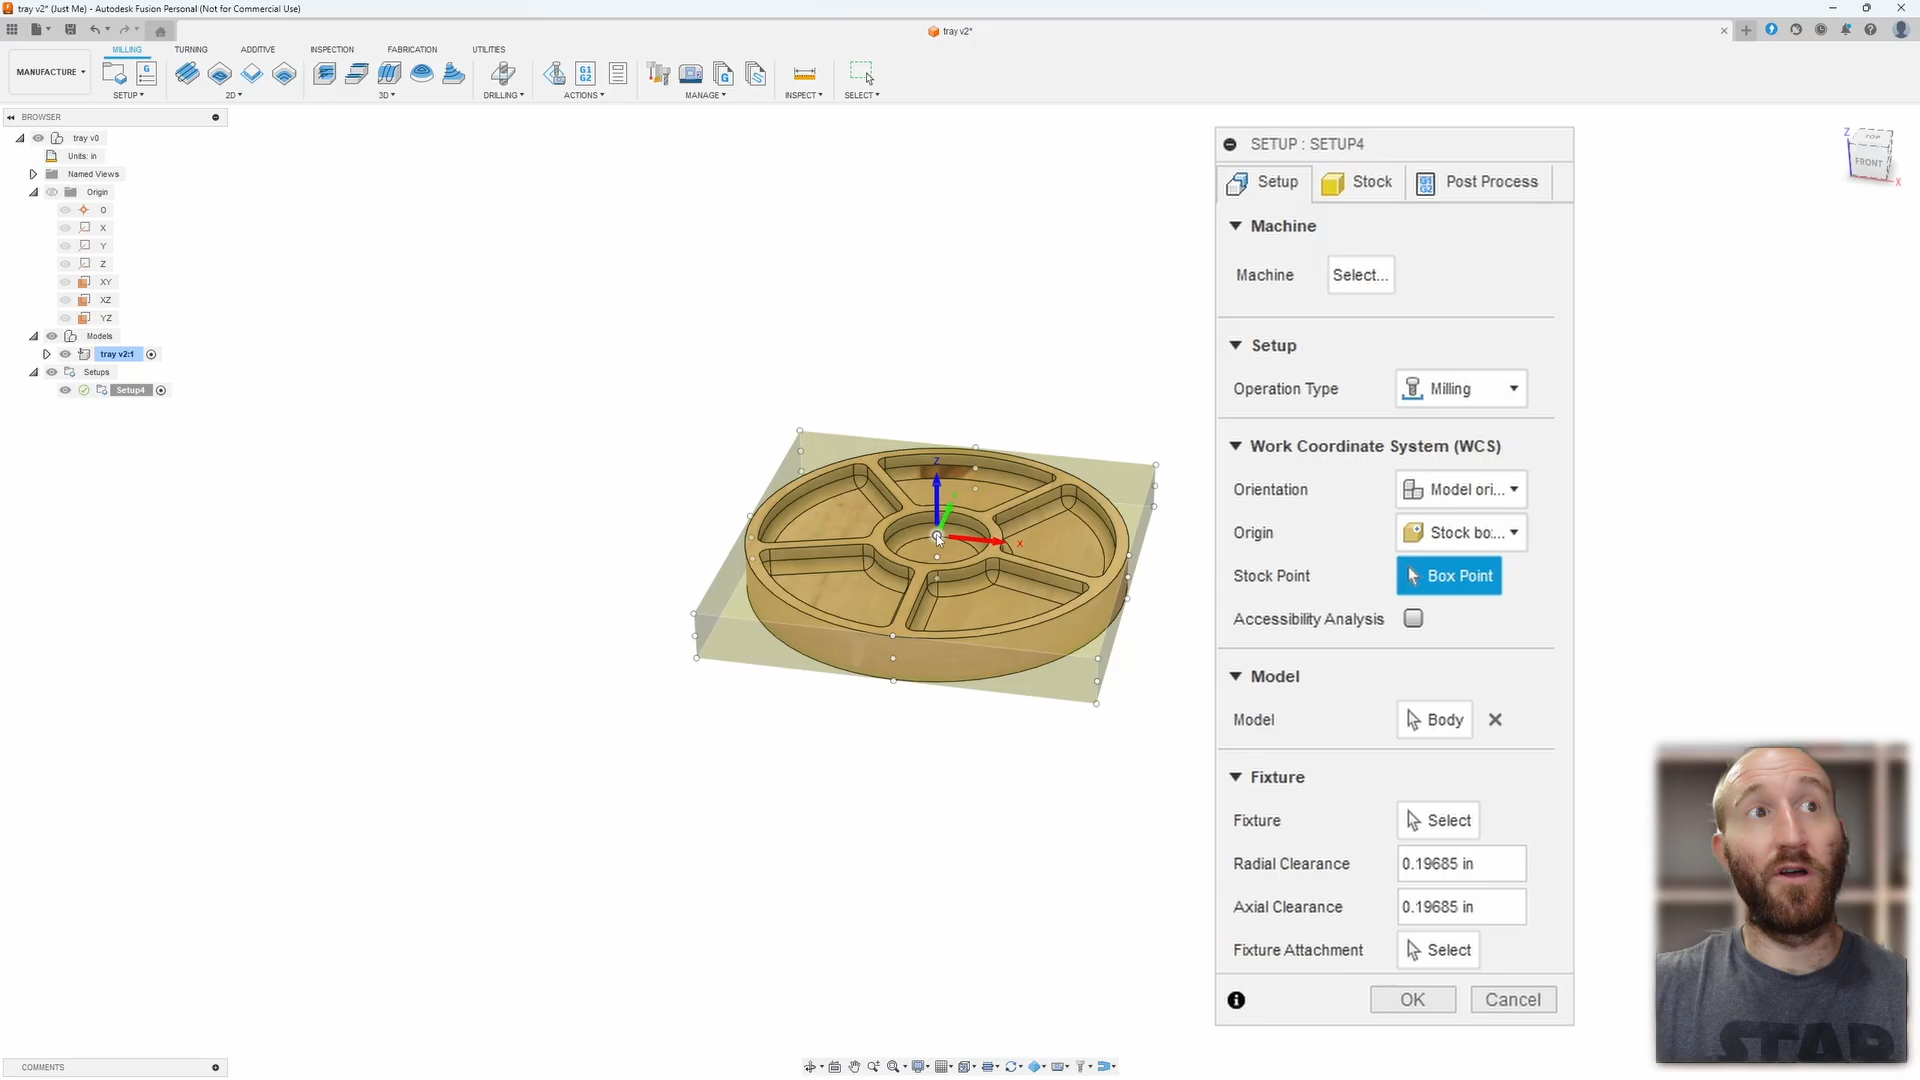 tray v2* (Just Me) - Autodesk Fusion Personal (Not for Commercial Use)
tray v2*
MILLING TURNING ADDITIVE INSPECTION FABRICATION UTILITIES
MANUFACTURE
SETUP 2D 3D DRILLING ACTIONS MANAGE INSPECT SELECT
G1
G2
BROWSER
tray v0
Units: in
Named Views
Origin
O
X
Y
Z
XY
XZ
YZ
Models
tray v2:1
Setups
Setup4
Z
X
Z
TOP
FRONT
X
SETUP : SETUP4
Setup Stock Post Process
Machine
Machine Select...
Setup
Operation Type Milling
Work Coordinate System (WCS)
Orientation Model ori...
Origin Stock bo...
Stock Point Box Point
Accessibility Analysis
Model
Model Body
Fixture
Fixture Select
Radial Clearance 0.19685 in
Axial Clearance 0.19685 in
Fixture Attachment Select
OK Cancel
STAR
COMMENTS